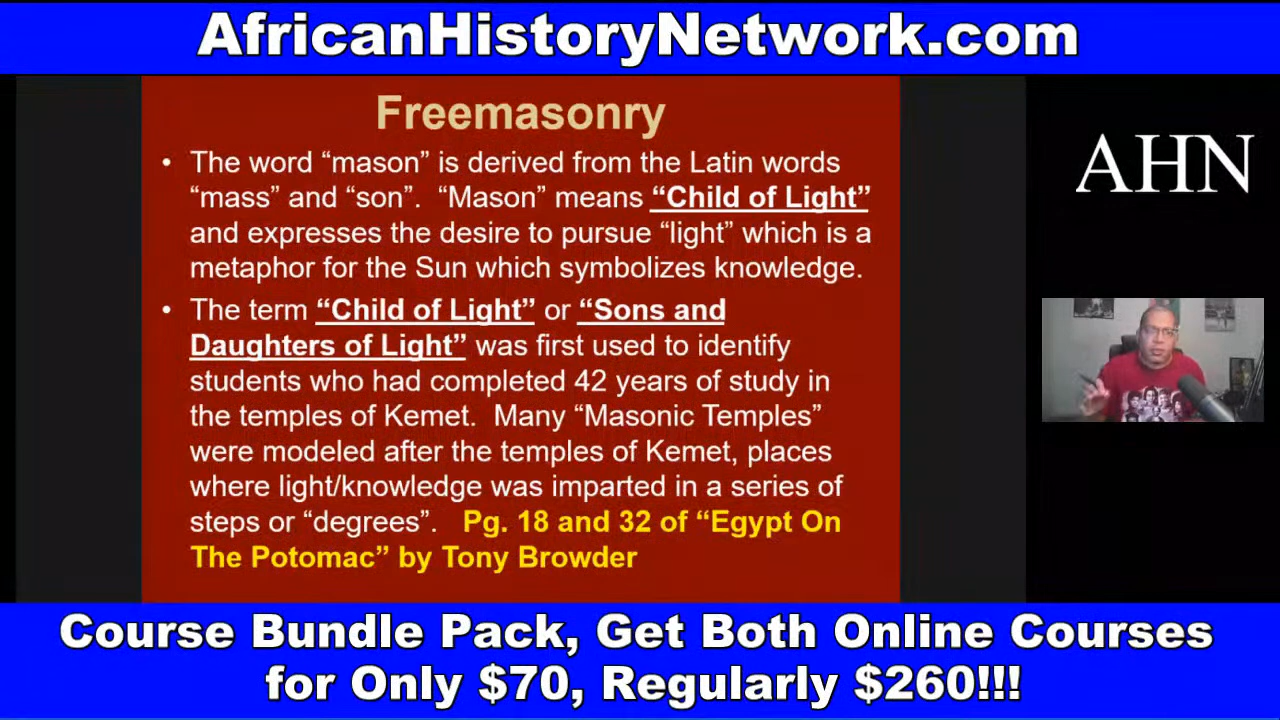 AfricanHistoryNetwork.com
Freemasonry
• The word “mason” is derived from the Latin words
“mass” and “son”.  “Mason” means “Child of Light”
and expresses the desire to pursue “light” which is a
metaphor for the Sun which symbolizes knowledge.
• The term “Child of Light” or “Sons and
Daughters of Light” was first used to identify
students who had completed 42 years of study in
the temples of Kemet.  Many “Masonic Temples”
were modeled after the temples of Kemet, places
where light/knowledge was imparted in a series of
steps or “degrees”.   Pg. 18 and 32 of “Egypt On
The Potomac” by Tony Browder
AHN
Course Bundle Pack, Get Both Online Courses
for Only $70, Regularly $260!!!